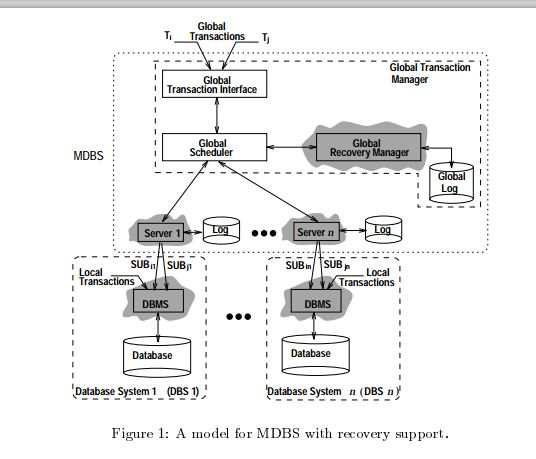 Global
Transactions
Ti
Tj
Global Transaction
Manager
Global
Transaction Interface
MDBS
Global
Scheduler
Global
Recovery Manager
Global
Log
Server 1
Log
●●●
Server n
Log
Local
Transactions
SUBi1
SUBj1
SUBin
SUBjn
Local
Transactions
DBMS
●●●
DBMS
Database
Database
Database System 1 (DBS 1)
Database System n (DBS n)
Figure 1: A model for MDBS with recovery support.